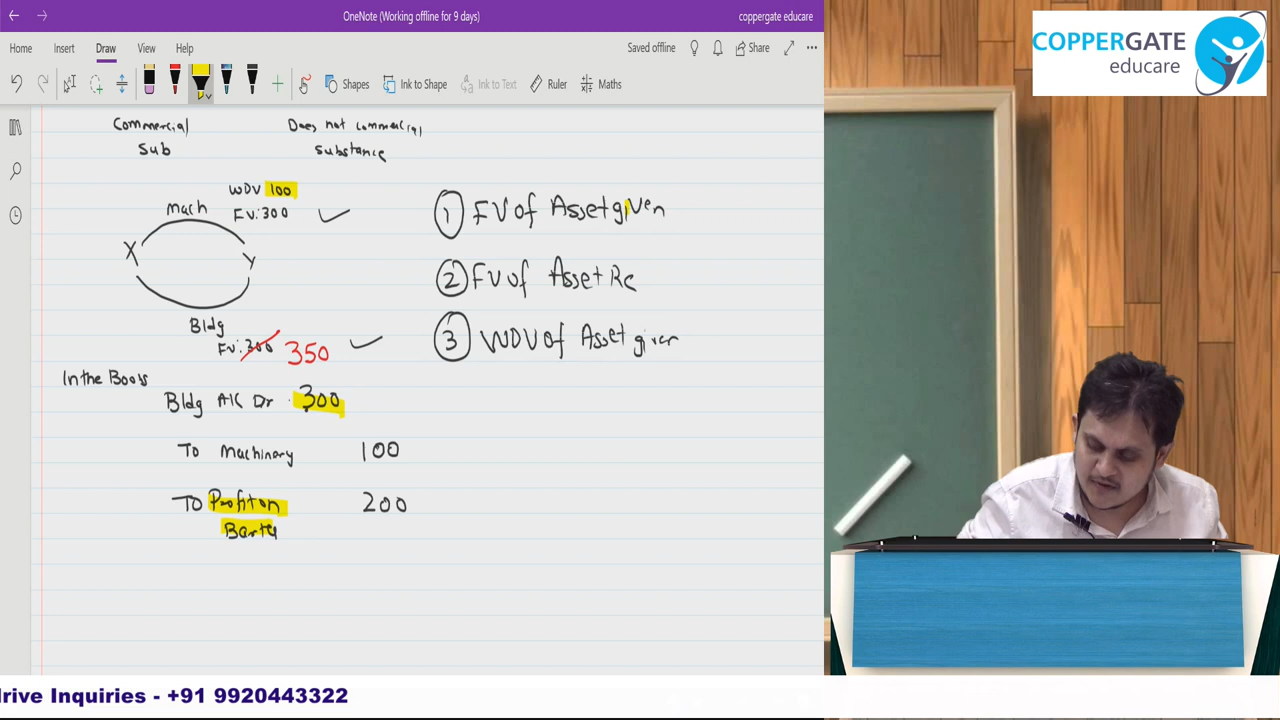 OneNote (Working offline for 9 days)
coppergate educare
Home Insert Draw View Help
Saved offline Share
Shapes Ink to Shape Ink to Text Ruler Maths
COPPERGATE
educare
Commercial
Sub
Does not commercial
substance
WDV 100
Mach FV:300
X Y
Bldg
FV:300 350
① FV of Asset given
② FV of Asset Re
③ WDV of Asset given
In the Books
Bldg A/C Dr 300
To Machinery 100
To Profit on 200
Barter
drive Inquiries - +91 9920443322